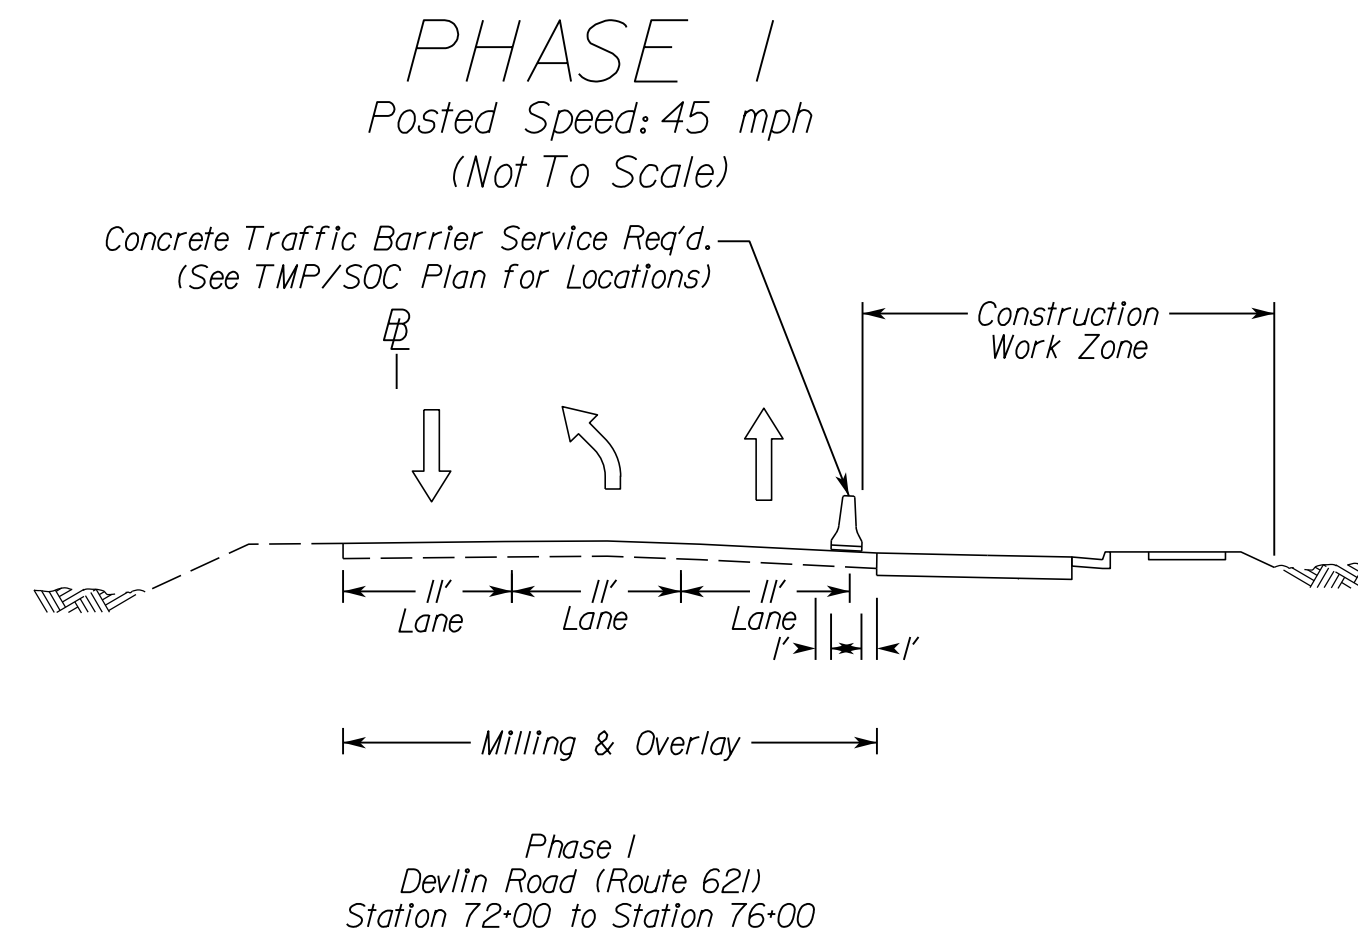 PHASE I
Posted Speed: 45 mph
(Not To Scale)
Concrete Traffic Barrier Service Req'd.
(See TMP/SOC Plan for Locations)
BL
Construction
Work Zone
11' 11' 11'
Lane Lane Lane
1' 1'
Milling & Overlay
Phase I
Devlin Road (Route 621)
Station 72+00 to Station 76+00